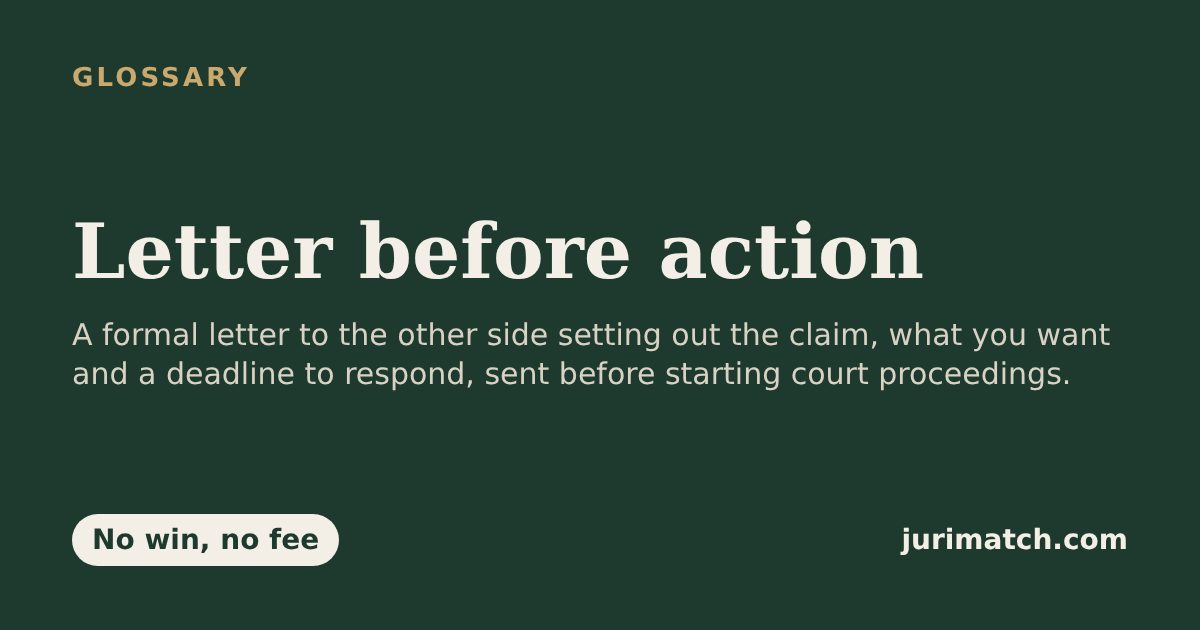 GLOSSARY
Letter before action
A formal letter to the other side setting out the claim, what you want
and a deadline to respond, sent before starting court proceedings.
No win, no fee
jurimatch.com